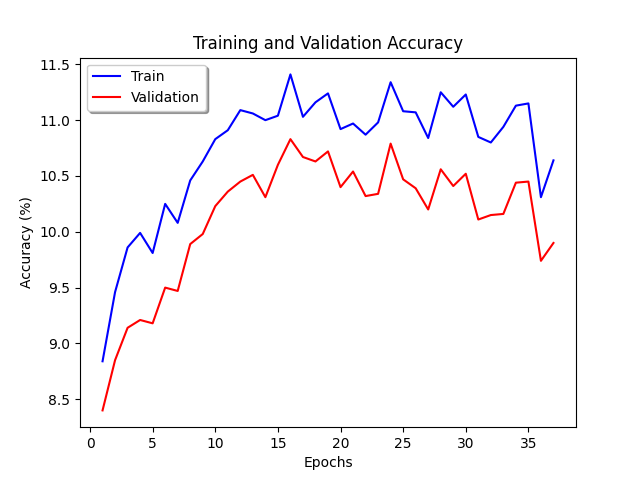 Training and Validation Accuracy
Train
Validation
11.5
11.0
10.5
10.0
9.5
9.0
8.5
Accuracy (%)
0 5 10 15 20 25 30 35
Epochs